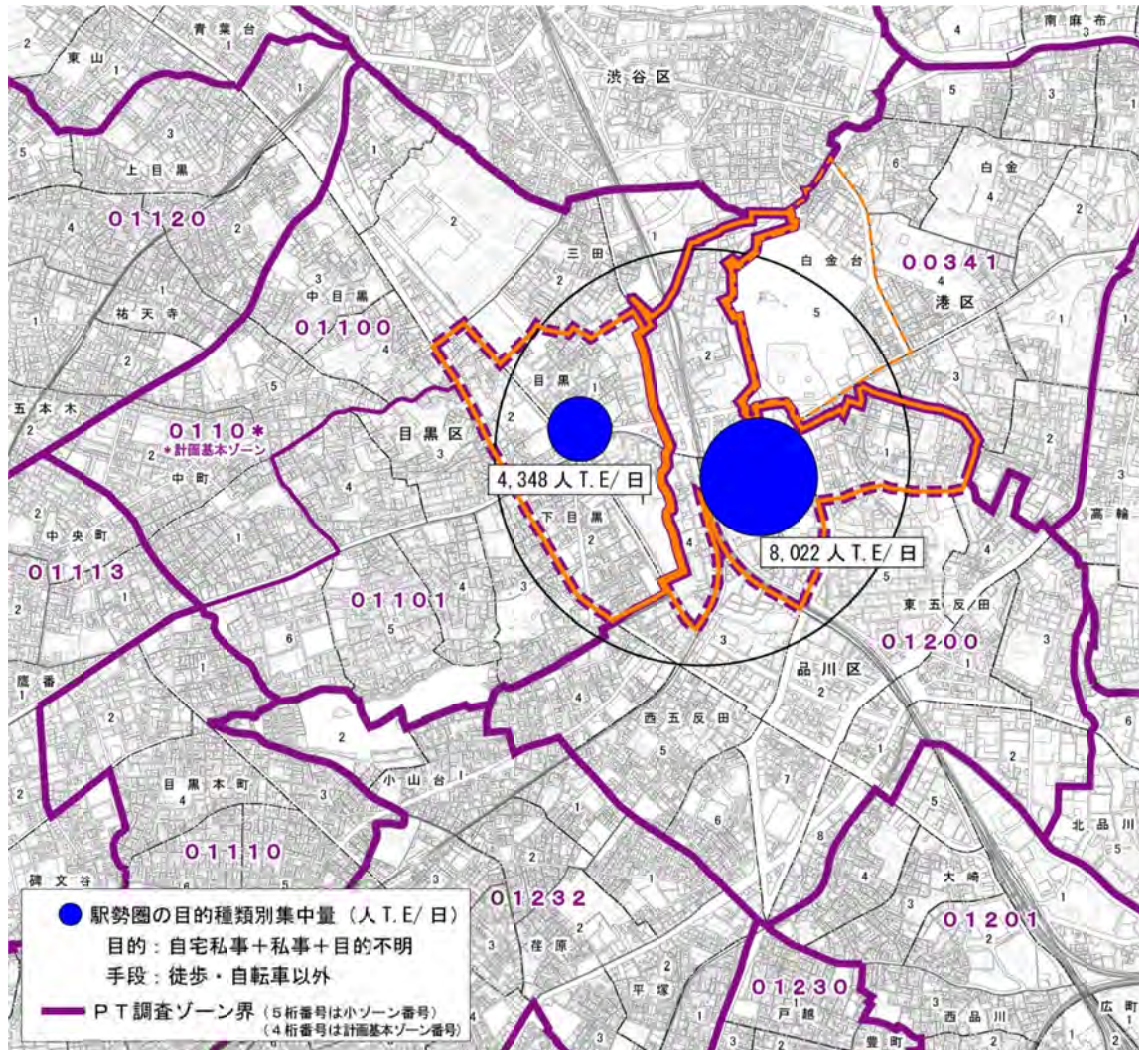 青葉台
1
南麻布
3
東山
渋谷区
上目黒
白金
01120
三田
白金台
00341
港区
祐天寺
中目黒
01100
五本木
目黒
0110*
*計画基本ゾーン
目黒区
中町
4,348 人T.E/日
下目黒
8,022 人T.E/日
高輪
中央町
01113
01101
東五反田
01200
品川区
鷹番
1
西五反田
目黒本町
4
小山台
北品川
5
01110
大崎
碑文谷
01232
01201
荏原
平塚
01230
戸越
西品川
広町
1
豊町
駅勢圏の目的種類別集中量 (人T.E/日)
目的:自宅私事+私事+目的不明
手段:徒歩・自転車以外
PT調査ゾーン界 (5桁番号は小ゾーン番号)
(4桁番号は計画基本ゾーン番号)